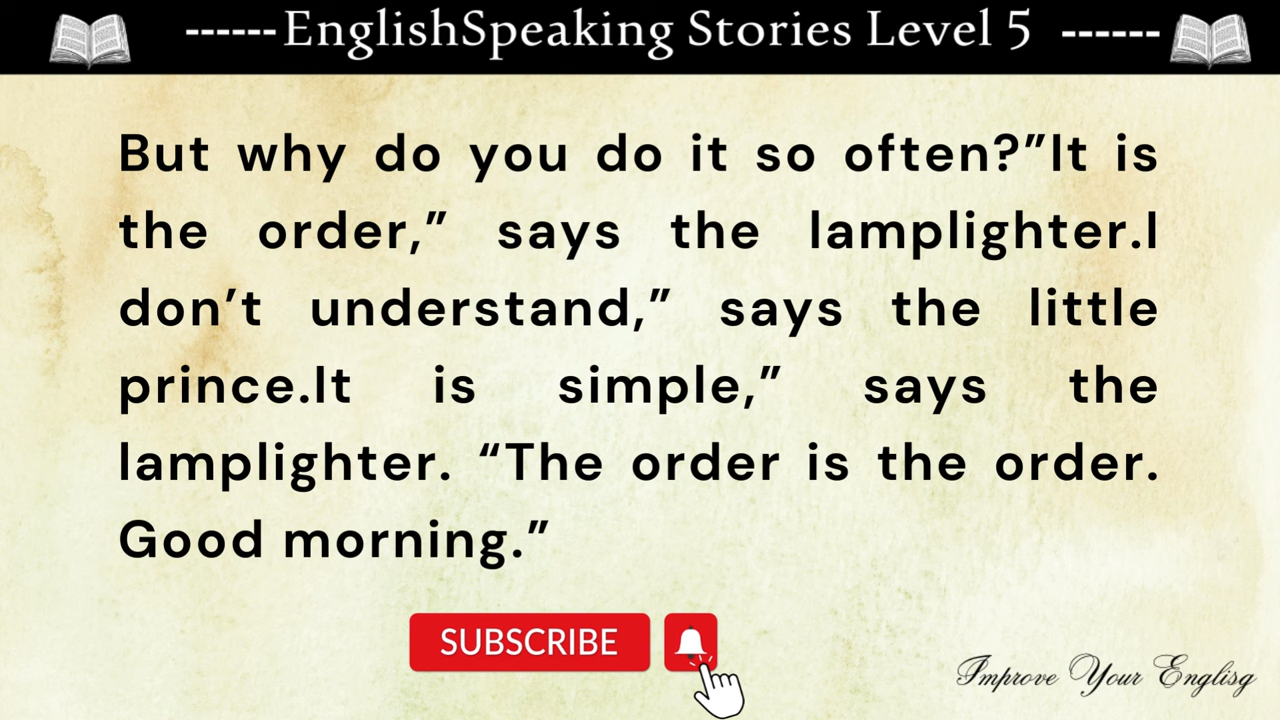 ------EnglishSpeaking Stories Level 5 ------
But why do you do it so often?”It is
the order,” says the lamplighter.I
don’t understand,” says the little
prince.It is simple,” says the
lamplighter. “The order is the order.
Good morning.”
SUBSCRIBE
Improve Your Englisg